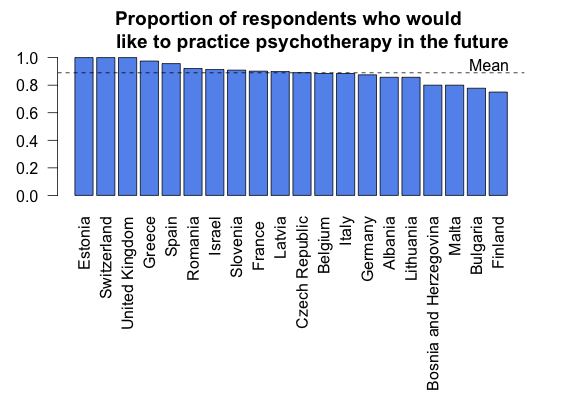 Proportion of respondents who would
like to practice psychotherapy in the future
Mean
1.0
0.8
0.6
0.4
0.2
0.0
Estonia
Switzerland
United Kingdom
Greece
Spain
Romania
Israel
Slovenia
France
Latvia
Czech Republic
Belgium
Italy
Germany
Albania
Lithuania
Bosnia and Herzegovina
Malta
Bulgaria
Finland